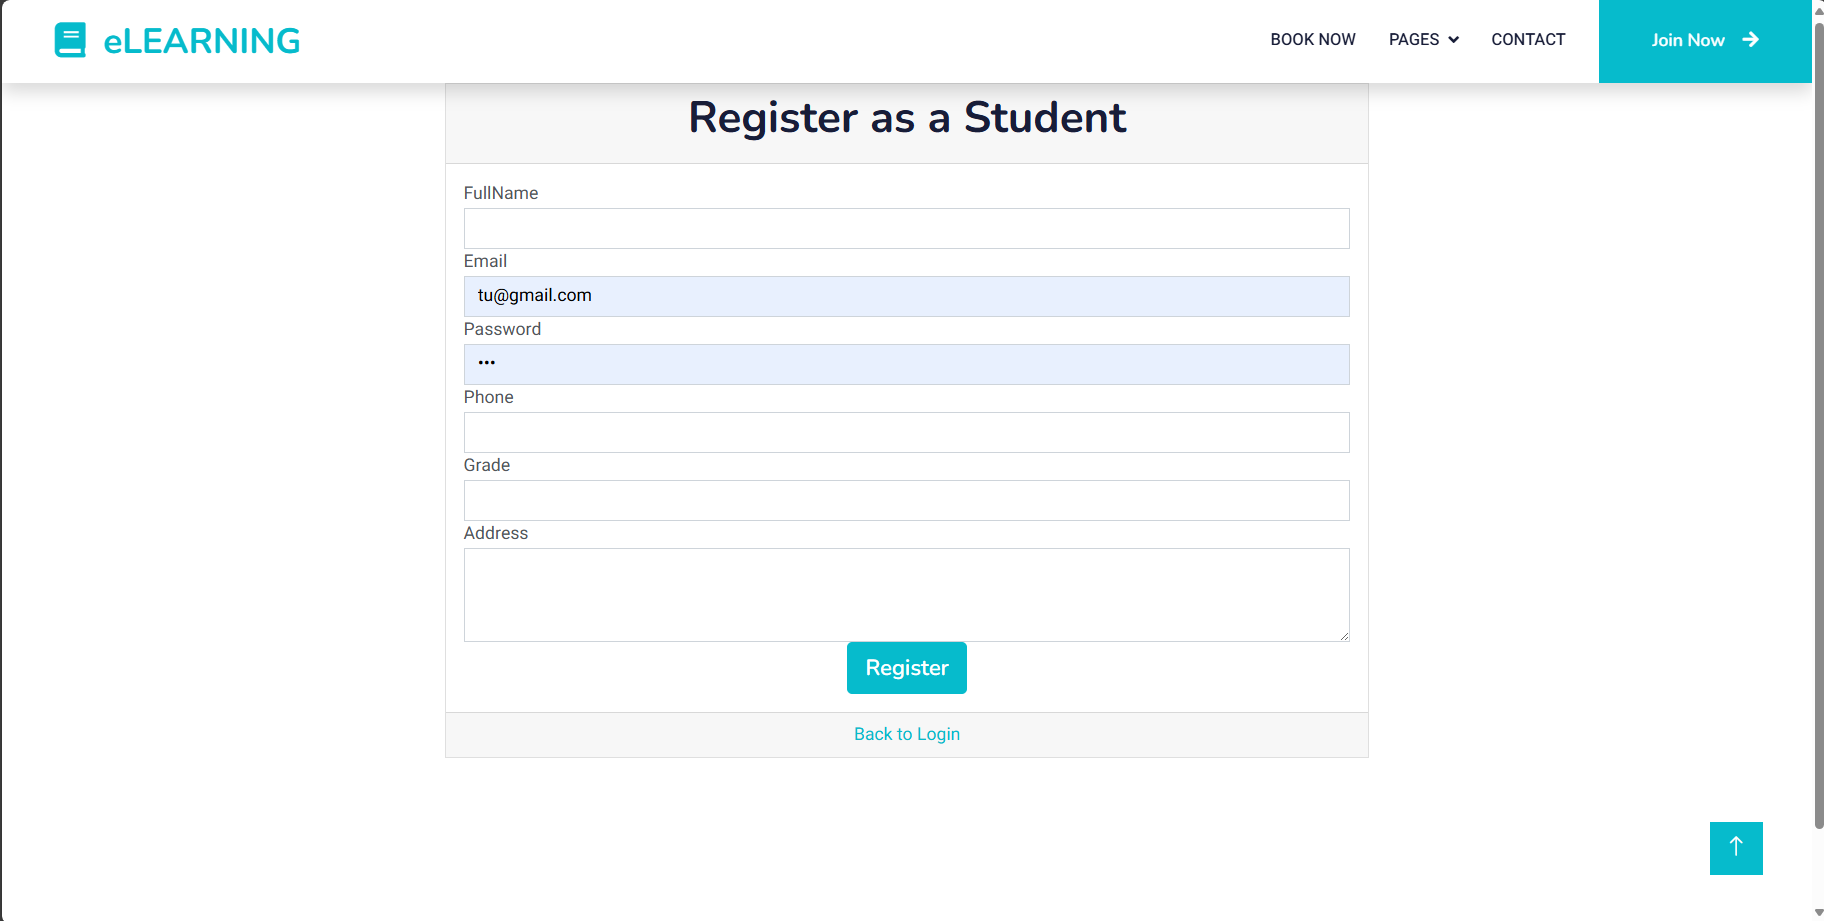 eLEARNING
BOOK NOW PAGES CONTACT Join Now
Register as a Student
FullName
Email
tu@gmail.com
Password
•••
Phone
Grade
Address
Register
Back to Login